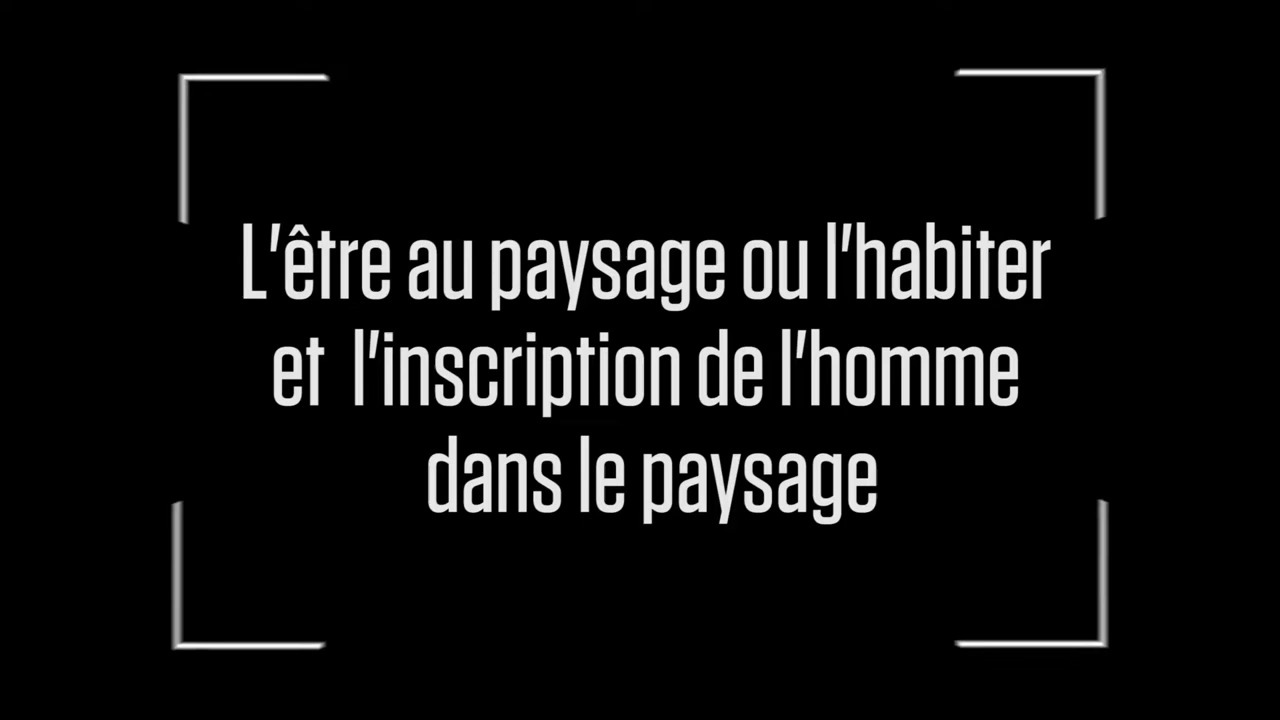 L'être au paysage ou l'habiter
et l'inscription de l'homme
dans le paysage